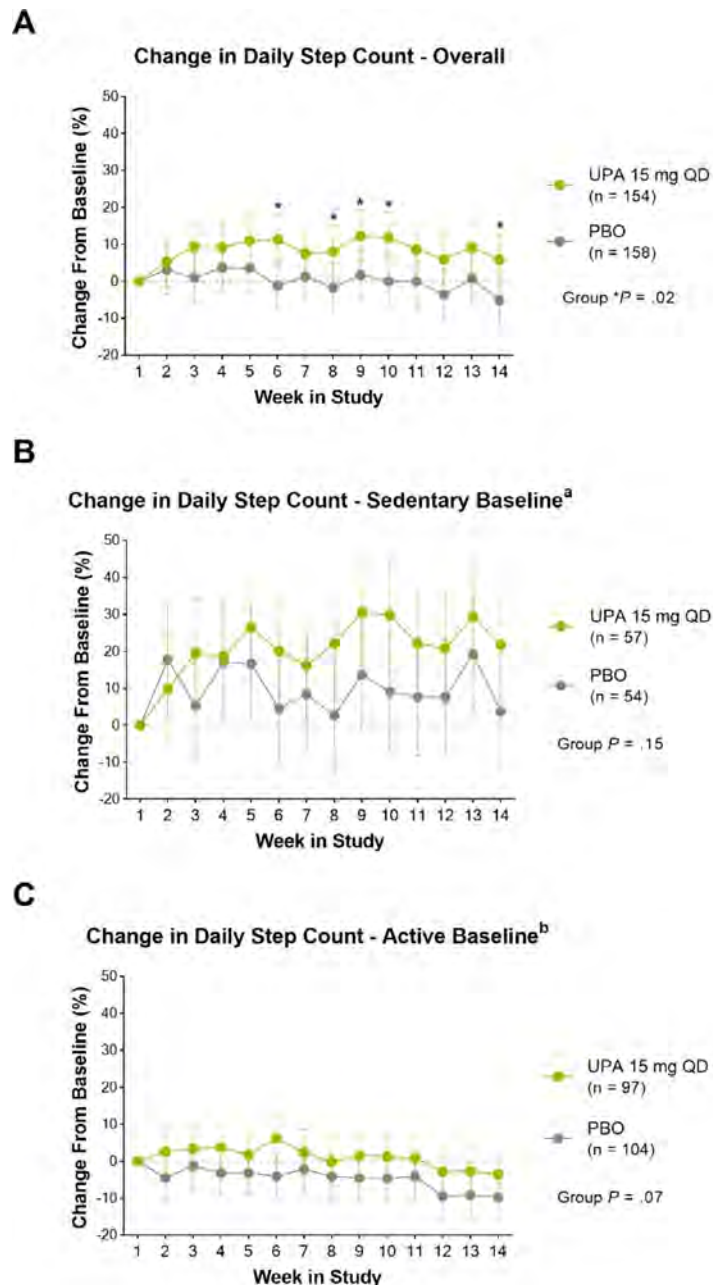 A
Change in Daily Step Count - Overall
Change From Baseline (%)
50
40
30
20
10
0
-10
-20
1 2 3 4 5 6 7 8 9 10 11 12 13 14
Week in Study
* * * * *
UPA 15 mg QD
(n = 154)
PBO
(n = 158)
Group *P = .02
B
Change in Daily Step Count - Sedentary Baselineᵃ
Change From Baseline (%)
50
40
30
20
10
0
-10
-20
1 2 3 4 5 6 7 8 9 10 11 12 13 14
Week in Study
UPA 15 mg QD
(n = 57)
PBO
(n = 54)
Group P = .15
C
Change in Daily Step Count - Active Baselineᵇ
Change From Baseline (%)
50
40
30
20
10
0
-10
-20
1 2 3 4 5 6 7 8 9 10 11 12 13 14
Week in Study
UPA 15 mg QD
(n = 97)
PBO
(n = 104)
Group P = .07